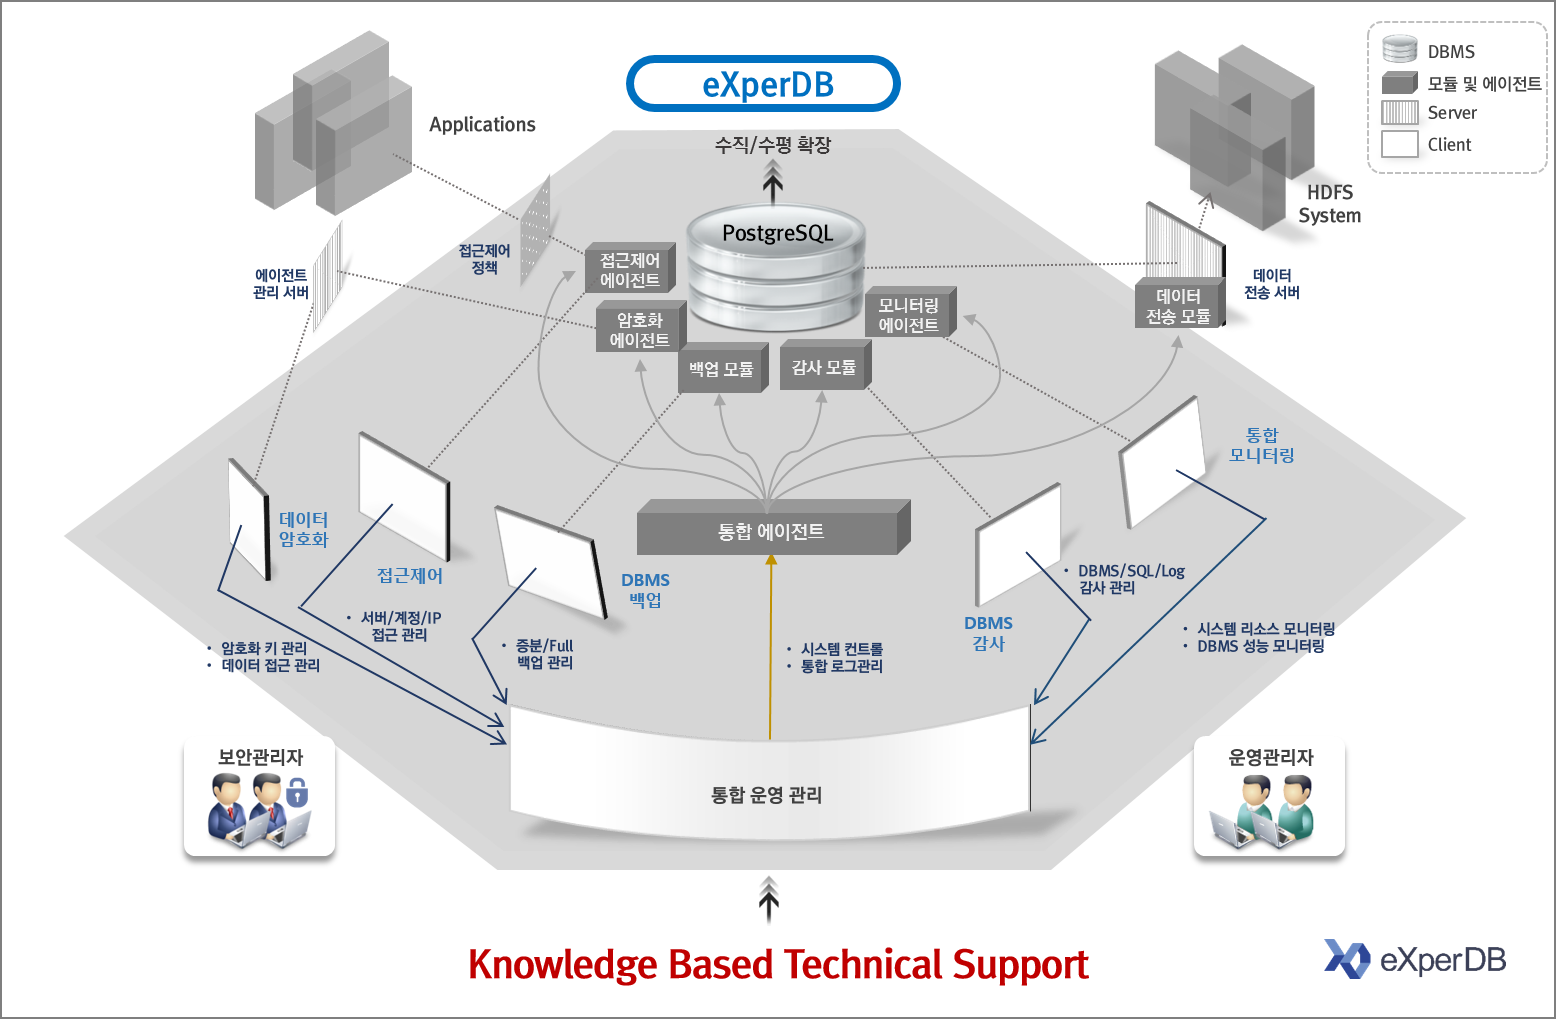 eXperDB
DBMS
모듈 및 에이전트
Server
Client
Applications
수직/수평 확장
HDFS
System
PostgreSQL
접근제어
정책
에이전트
관리 서버
접근제어
에이전트
암호화
에이전트
백업 모듈
감사 모듈
모니터링
에이전트
데이터
전송 모듈
데이터
전송 서버
통합
모니터링
데이터
암호화
접근제어
DBMS
백업
통합 에이전트
DBMS
감사
• DBMS/SQL/Log
감사 관리
• 서버/계정/IP
접근 관리
• 암호화 키 관리
• 데이터 접근 관리
• 증분/Full
백업 관리
• 시스템 컨트롤
• 통합 로그관리
• 시스템 리소스 모니터링
• DBMS 성능 모니터링
보안관리자
통합 운영 관리
운영관리자
Knowledge Based Technical Support
eXperDB